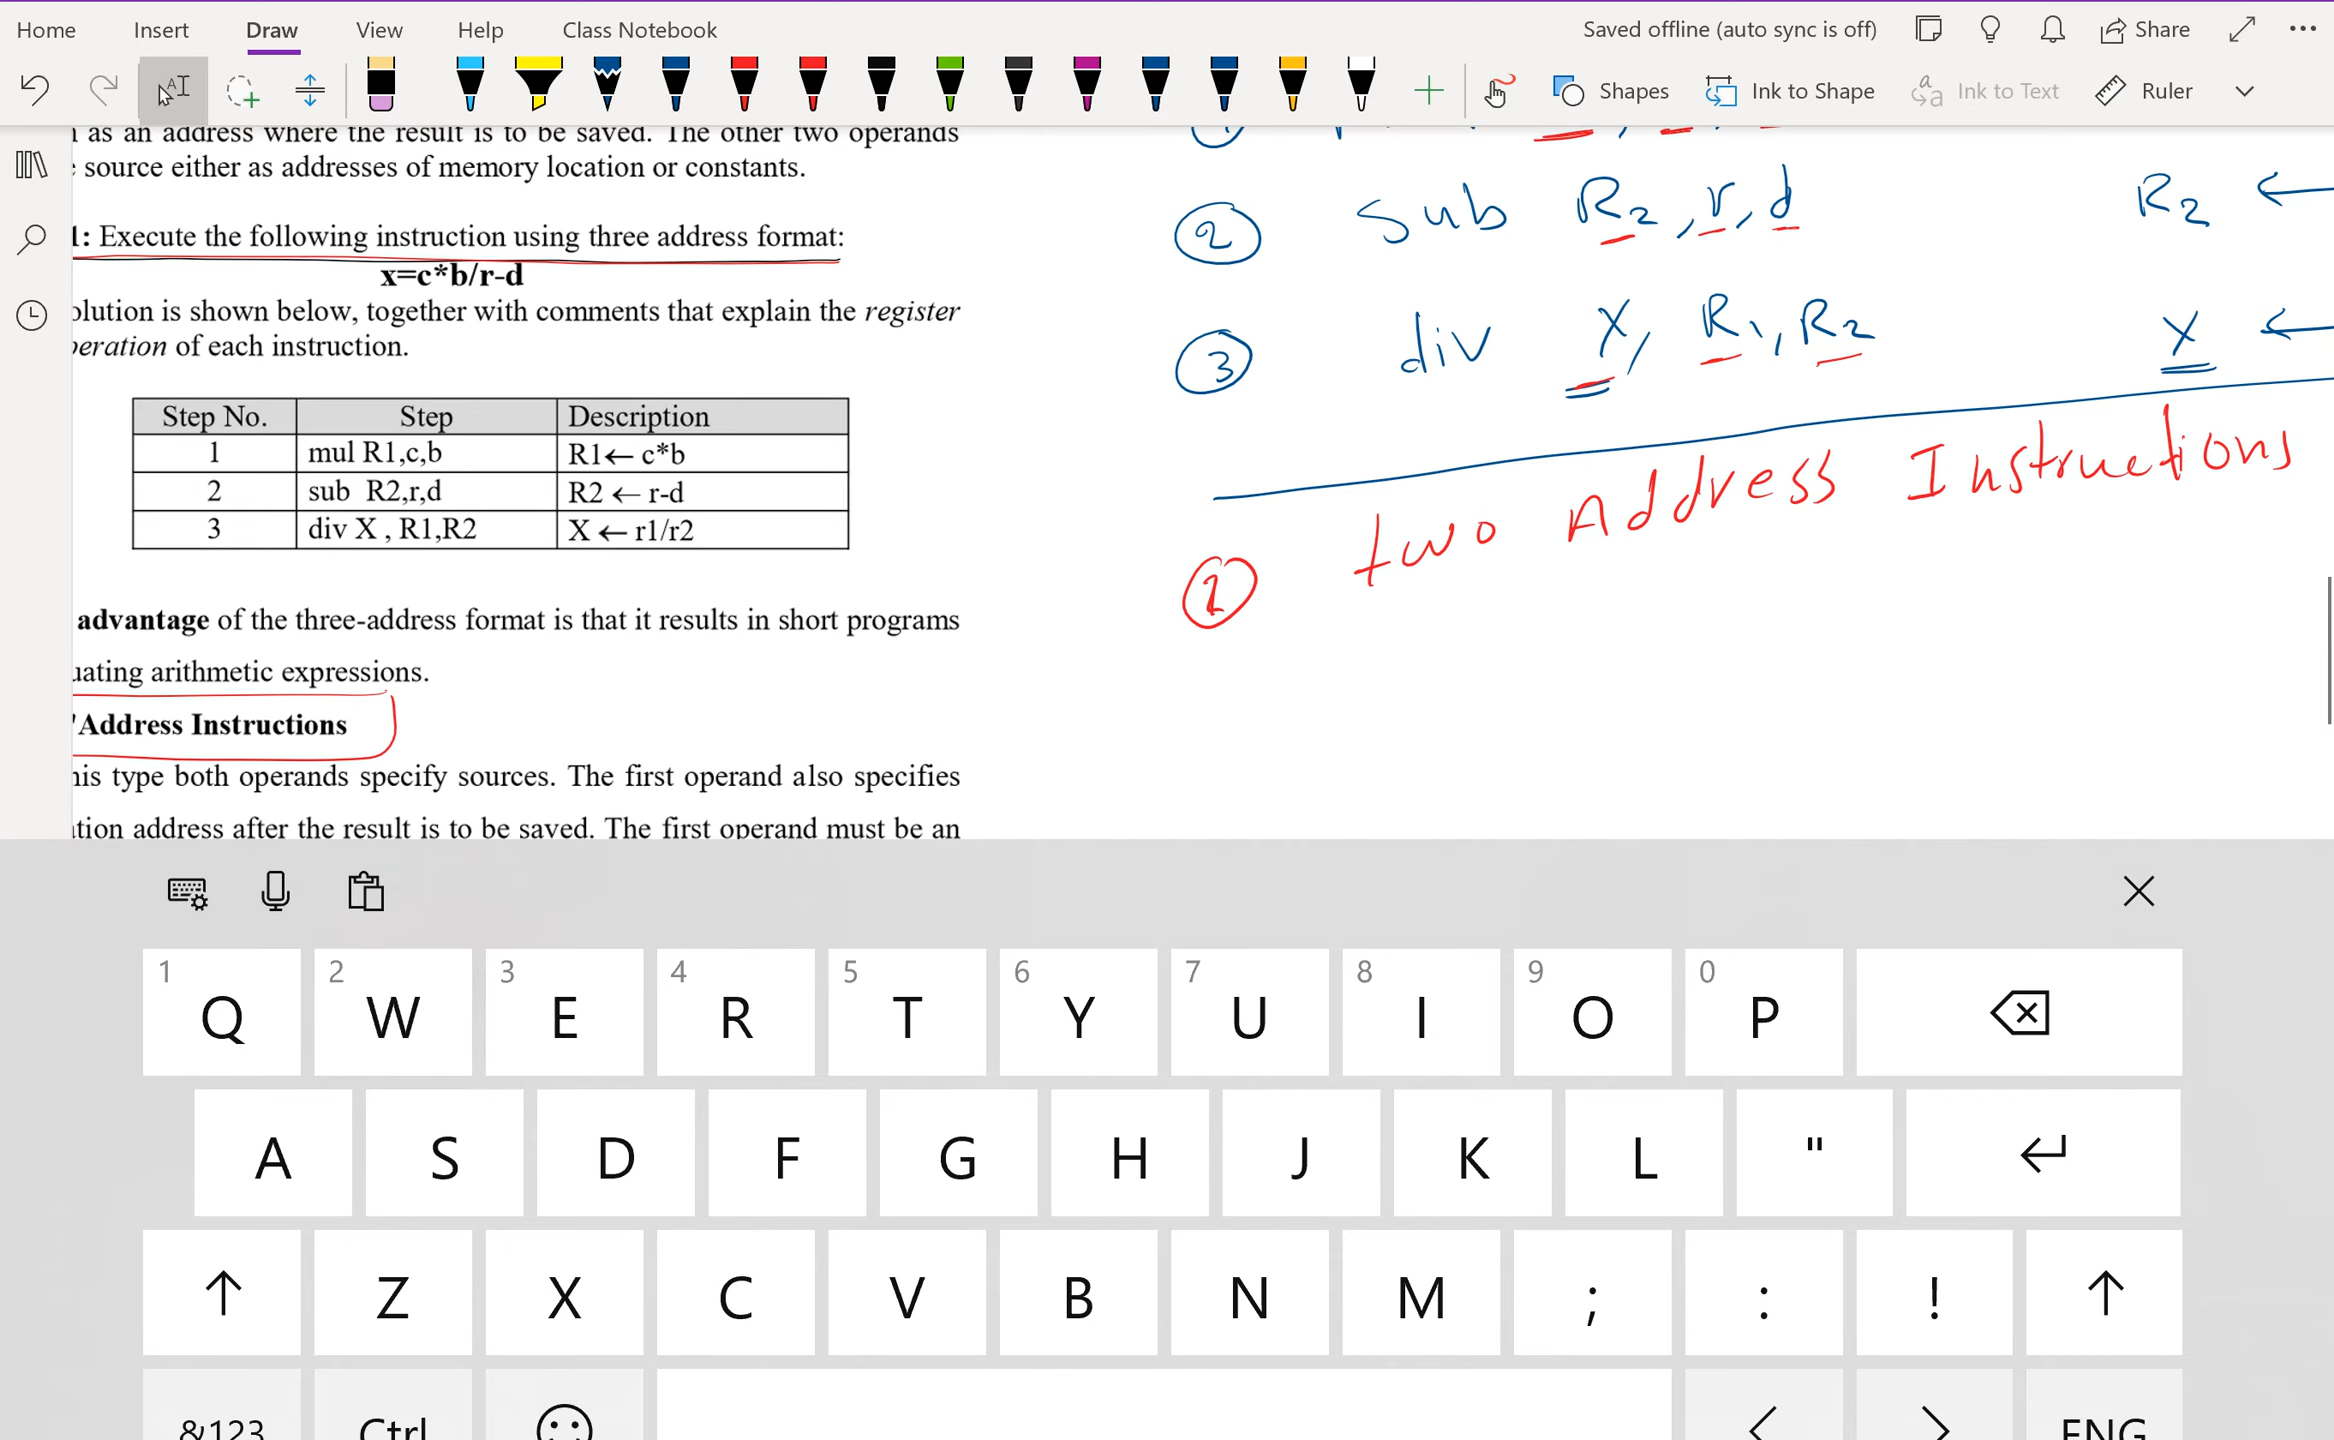 Home Insert Draw View Help Class Notebook Saved offline (auto sync is off) Share
Shapes Ink to Shape Ink to Text Ruler
as an address where the result is to be saved. The other two operands
source either as addresses of memory location or constants.
1: Execute the following instruction using three address format:
x=c*b/r-d
olution is shown below, together with comments that explain the register
peration of each instruction.
Step No. Step Description
1 mul R1,c,b R1← c*b
2 sub R2,r,d R2 ← r-d
3 div X , R1,R2 X ← r1/r2
advantage of the three-address format is that it results in short programs
uating arithmetic expressions.
Address Instructions
his type both operands specify sources. The first operand also specifies
tion address after the result is to be saved. The first operand must be an
2 sub R2, r, d R2 ←
3 div X, R1, R2 X ←
two Address Instructions
1 Q 2 W 3 E 4 R 5 T 6 Y 7 U 8 I 9 O 0 P
A S D F G H J K L "
↑ Z X C V B N M ; : ! ↑
&123 Ctrl < > ENG